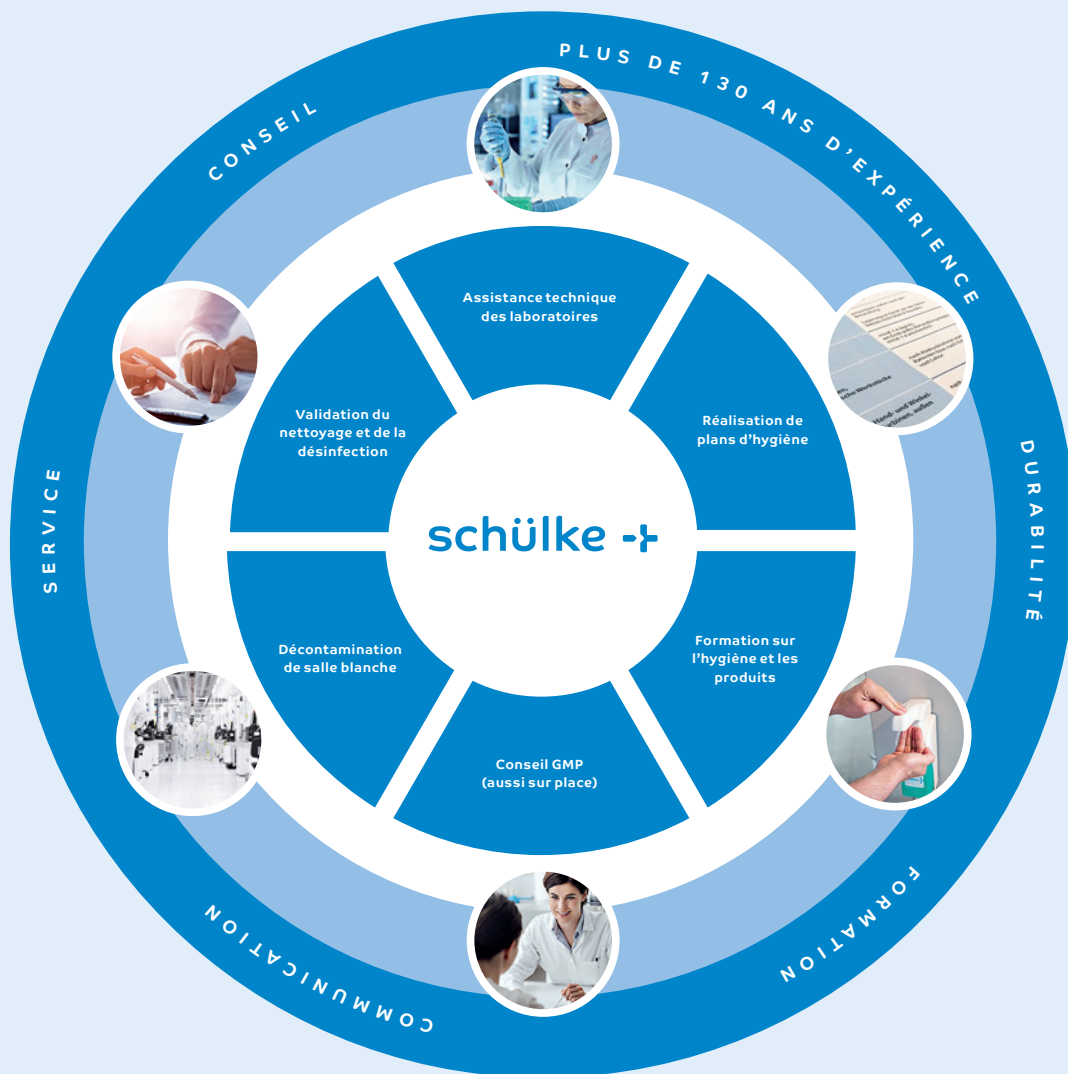 PLUS DE 130 ANS D'EXPÉRIENCE
DURABILITÉ
FORMATION
COMMUNICATION
SERVICE
CONSEIL
Assistance technique
des laboratoires
Réalisation de
plans d'hygiène
Formation sur
l'hygiène et les
produits
Conseil GMP
(aussi sur place)
Décontamination
de salle blanche
Validation du
nettoyage et de la
désinfection
schülke -+